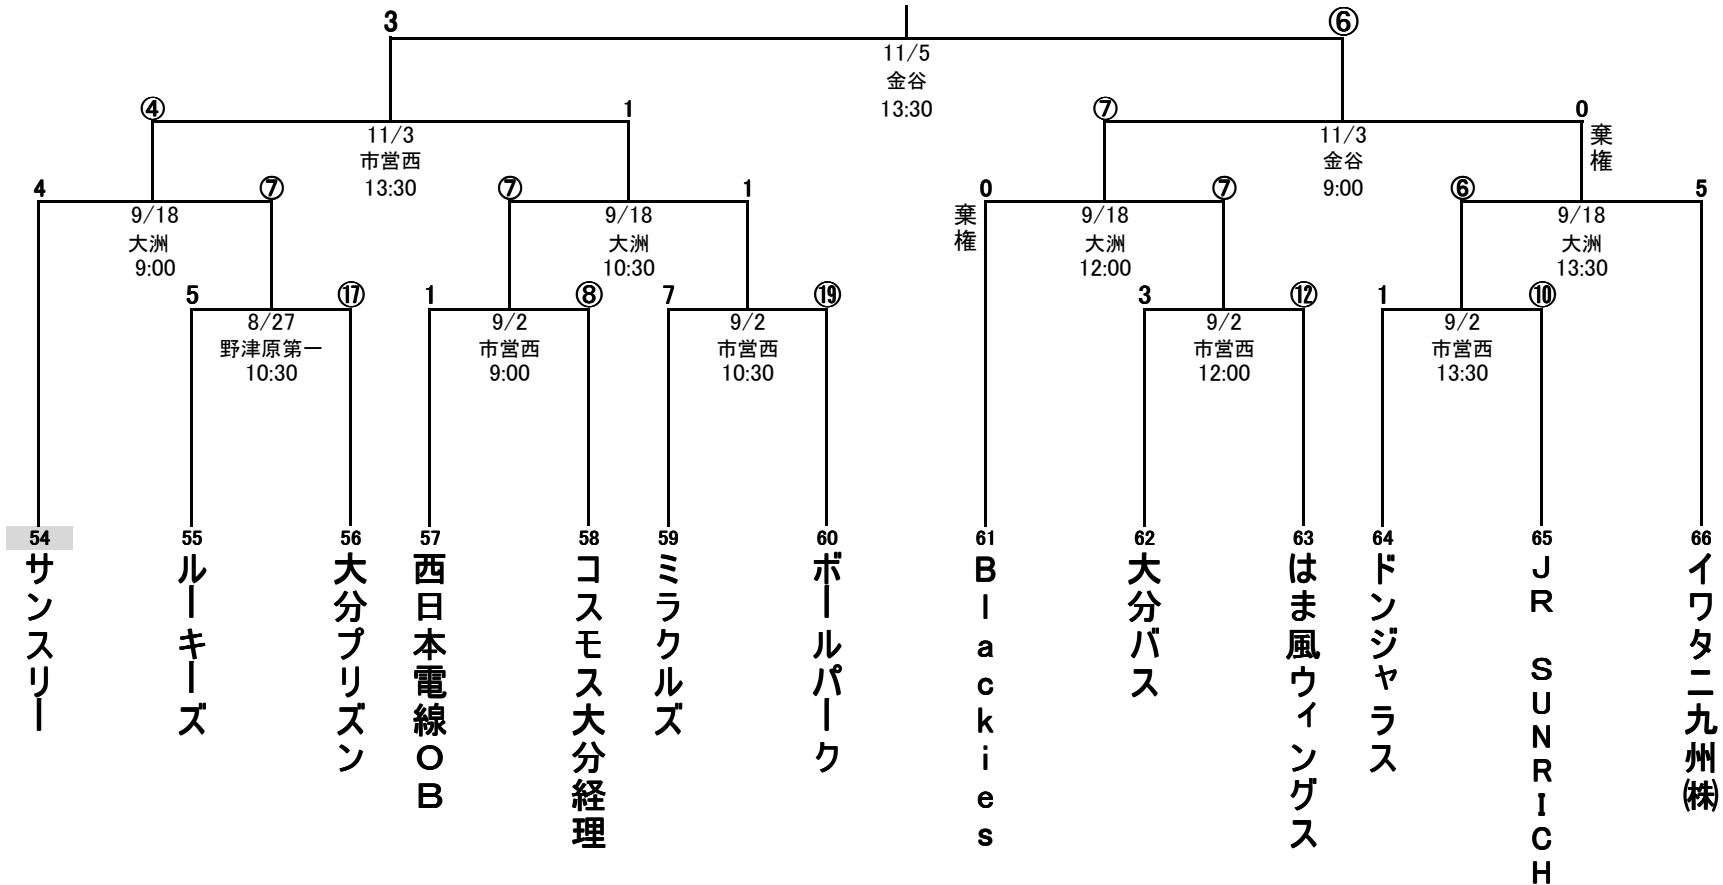 3 ⑥
11/5
金谷
13:30
④ 1 ⑦ 0
11/3 11/3
棄権
市営西 金谷
13:30 9:00
4 ⑦ ⑦ 1 0 ⑦ ⑥ 5
9/18 9/18 9/18 9/18
棄権
大洲 大洲 大洲 大洲
9:00 10:30 12:00 13:30
5 ⑰ 1 ⑧ 7 ⑲ 3 ⑫ 1 ⑩
8/27 9/2 9/2 9/2 9/2
野津原第一 市営西 市営西 市営西 市営西
10:30 9:00 10:30 12:00 13:30
54 55 56 57 58 59 60 61 62 63 64 65 66
サンスリー
ルーキーズ
大分プリズン
西日本電線OB
コスモス大分経理
ミラクルズ
ボールパーク
Blackies
大分バス
はま風ウィングス
ドンジャラス
JR SUNRICH
イワタニ九州(株)